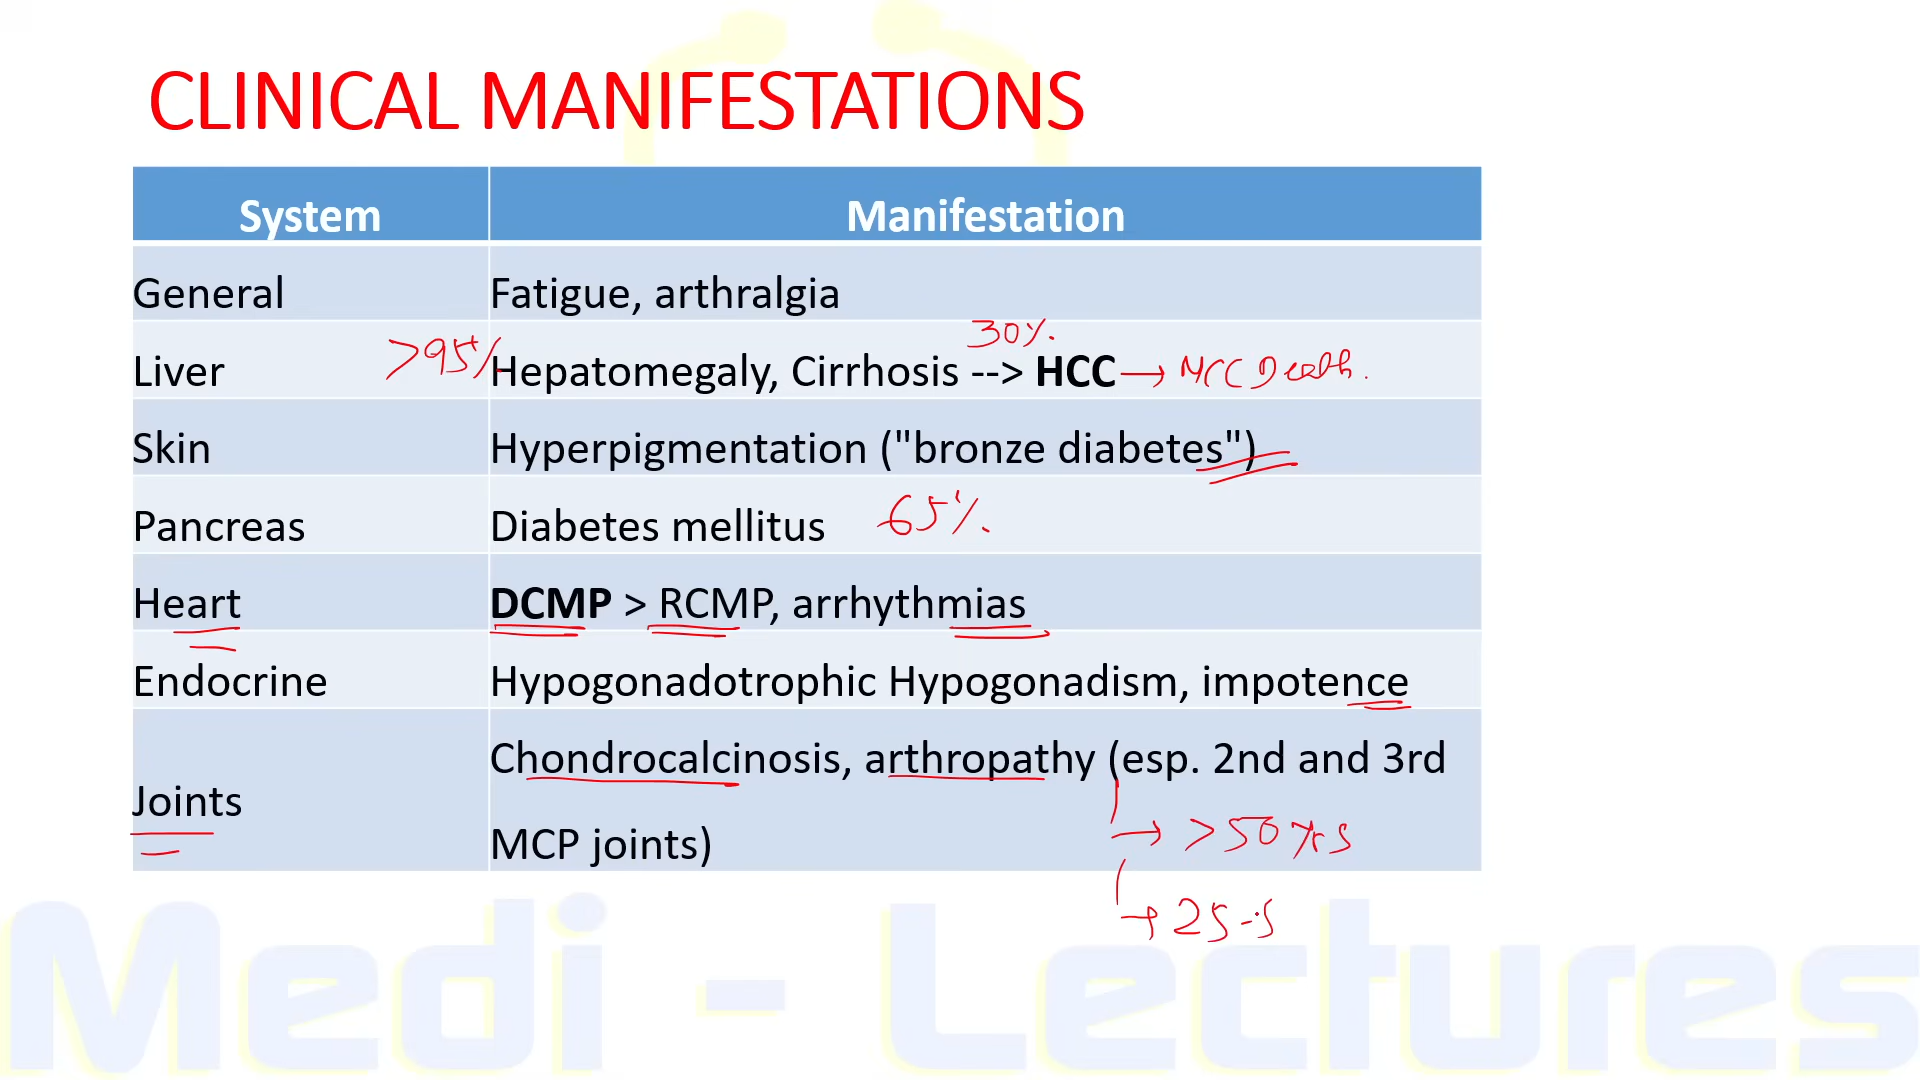 CLINICAL MANIFESTATIONS
System Manifestation
General Fatigue, arthralgia
30%.
Liver >95% Hepatomegaly, Cirrhosis --> HCC → MCC Death.
Skin Hyperpigmentation ("bronze diabetes")
Pancreas Diabetes mellitus 65%.
Heart DCMP > RCMP, arrhythmias
Endocrine Hypogonadotrophic Hypogonadism, impotence
Joints Chondrocalcinosis, arthropathy (esp. 2nd and 3rd
MCP joints)
→ >50 yrs
→ 25-5
Medi - Lectures